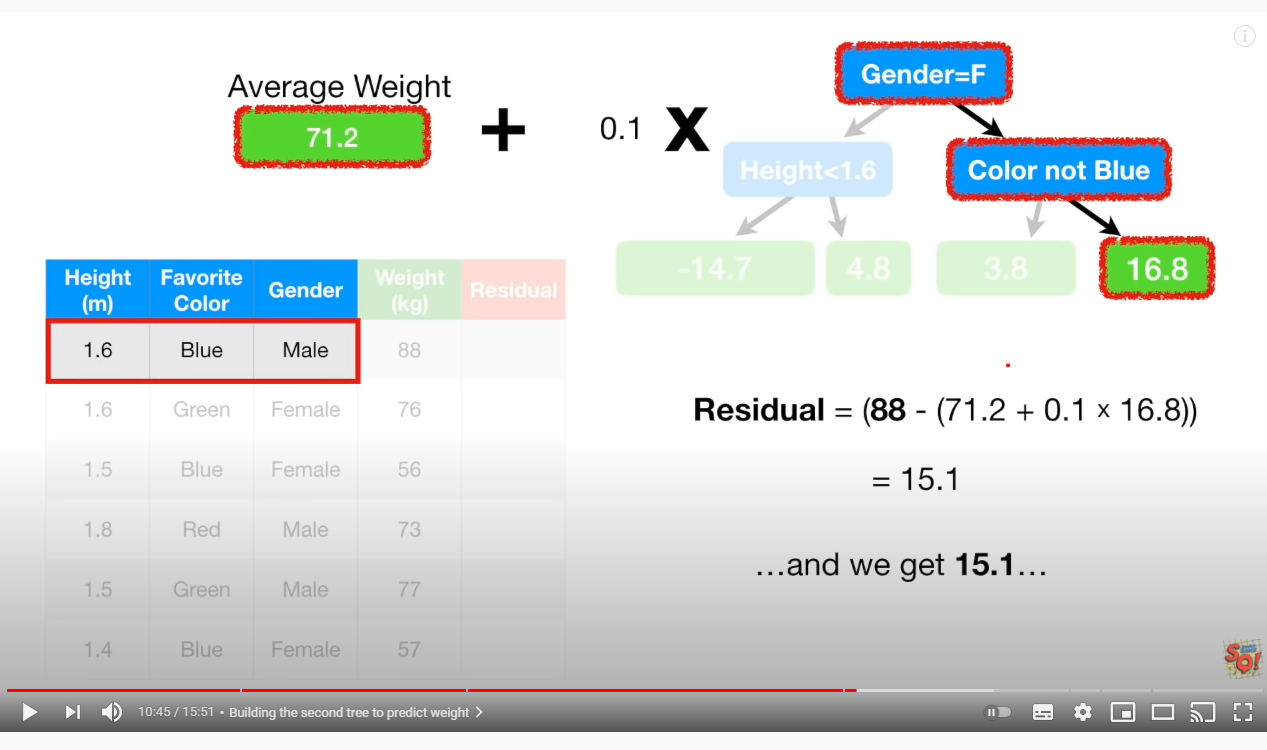 Average Weight
71.2
+
0.1 X
Gender=F
Height<1.6
Color not Blue
-14.7
4.8
3.8
16.8
Height (m) Favorite Color Gender Weight (kg) Residual
1.6 Blue Male 88
1.6 Green Female 76
1.5 Blue Female 56
1.8 Red Male 73
1.5 Green Male 77
1.4 Blue Female 57
Residual = (88 - (71.2 + 0.1 x 16.8))
= 15.1
…and we get 15.1…
SQ!
10:45 / 15:51 • Building the second tree to predict weight >